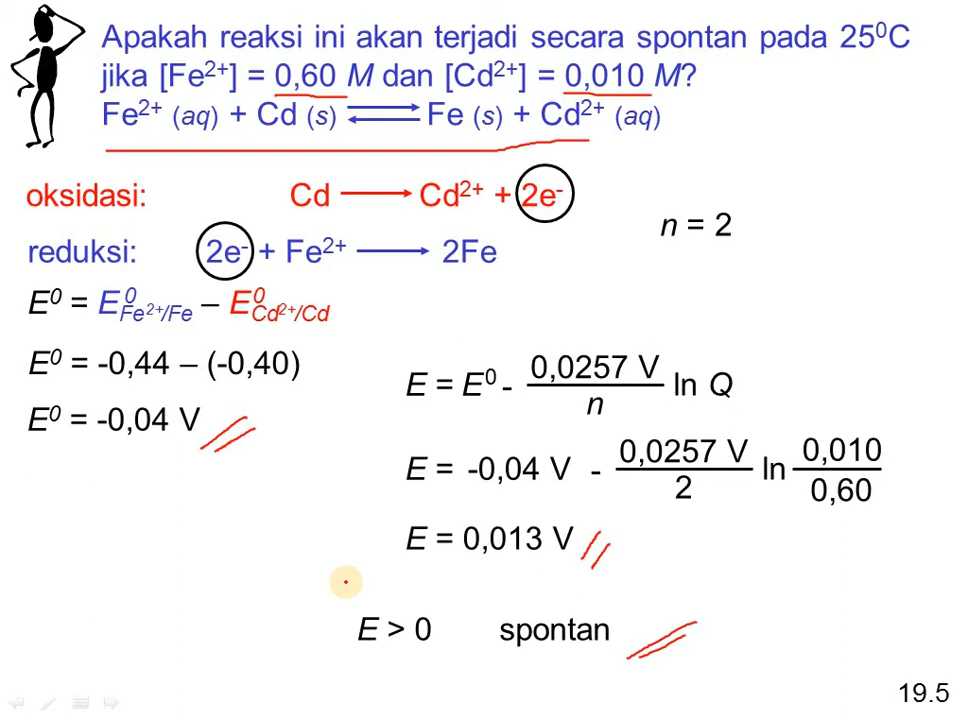 Apakah reaksi ini akan terjadi secara spontan pada 25⁰C
jika [Fe²⁺] = 0,60 M dan [Cd²⁺] = 0,010 M?
Fe²⁺ (aq) + Cd (s) ⇄ Fe (s) + Cd²⁺ (aq)
oksidasi: Cd → Cd²⁺ + 2e⁻
n = 2
reduksi: 2e⁻ + Fe²⁺ → 2Fe
E⁰ = E⁰Fe²⁺/Fe – E⁰Cd²⁺/Cd
E⁰ = -0,44 – (-0,40)
E⁰ = -0,04 V
E = E⁰ - 0,0257 V / n ln Q
E = -0,04 V - 0,0257 V / 2 ln 0,010 / 0,60
E = 0,013 V
E > 0 spontan
19.5